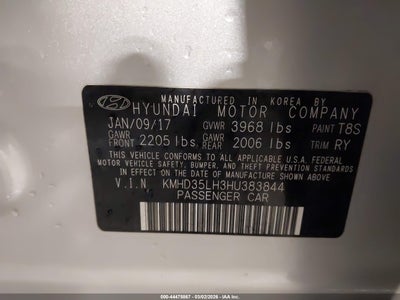 MANUFACTURED IN KOREA BY
HYUNDAI MOTOR COMPANY
JAN/09/17 GVWR 3968 lbs PAINT T8S
GAWR FRONT 2205 lbs GAWR REAR 2006 lbs TRIM RY
THIS VEHICLE CONFORMS TO ALL APPLICABLE U.S. FEDERAL
MOTOR VEHICLE SAFETY, BUMPER, AND THEFT PREVENTION
STANDARDS IN EFFECT ON THE DATE OF MANUFACTURE SHOWN ABOVE.
V.I.N. KMHD35LH3HU383844
PASSENGER CAR